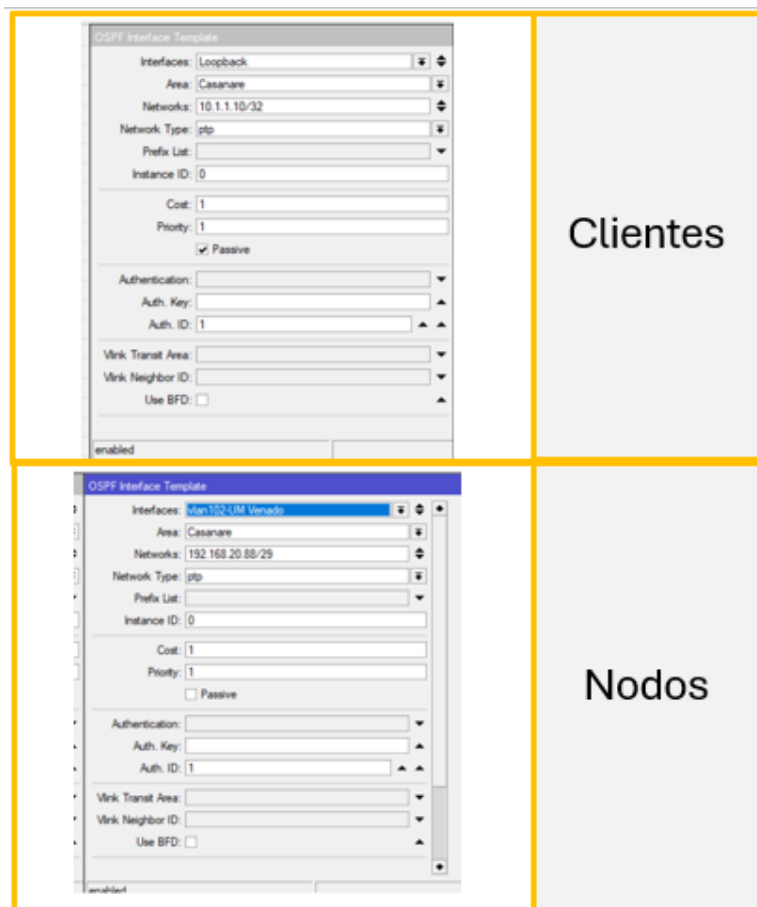 OSPF Interface Template
Interfaces: Loopback
Area: Casanare
Networks: 10.1.1.10/32
Network Type: ptp
Prefix List:
Instance ID: 0
Cost: 1
Priority: 1
Passive
Authentication:
Auth. Key:
Auth. ID: 1
Vlink Transit Area:
Vlink Neighbor ID:
Use BFD:
enabled
Clientes
OSPF Interface Template
Interfaces: vlan102-UM Venado
Area: Casanare
Networks: 192.168.20.88/29
Network Type: ptp
Prefix List:
Instance ID: 0
Cost: 1
Priority: 1
Passive
Authentication:
Auth. Key:
Auth. ID: 1
Vlink Transit Area:
Vlink Neighbor ID:
Use BFD:
enabled
Nodos